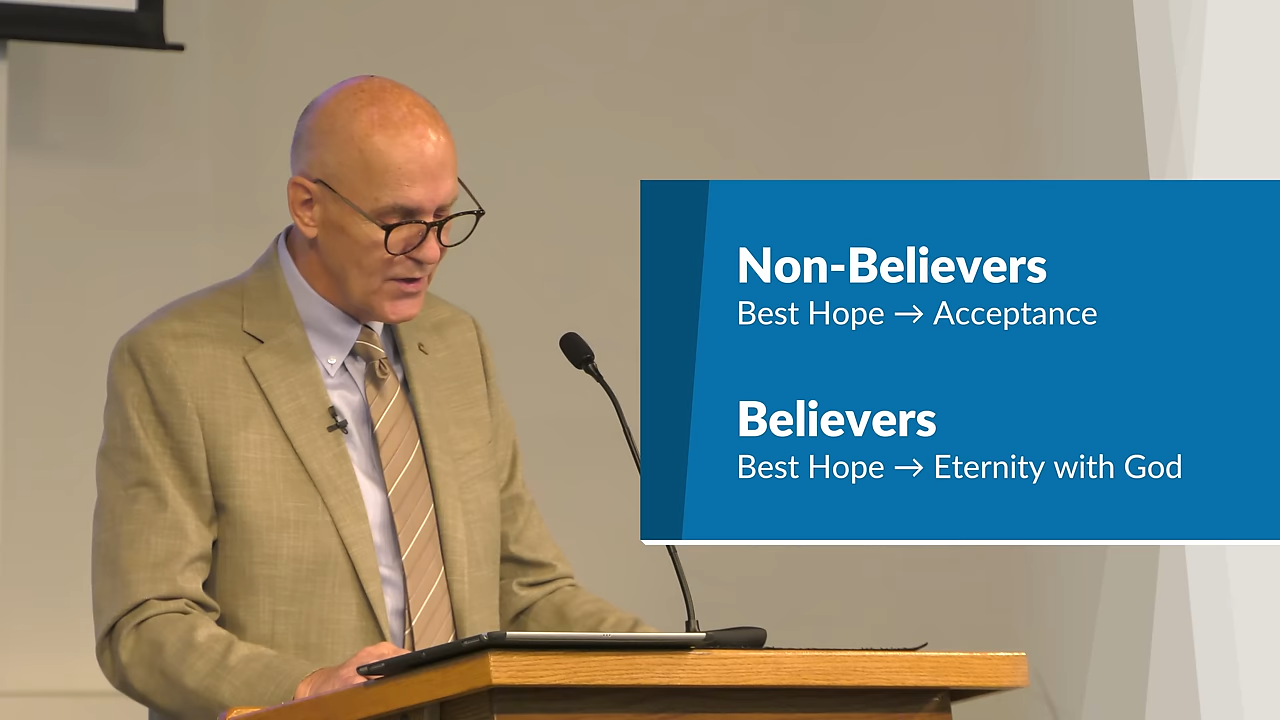 Non-Believers
Best Hope → Acceptance
Believers
Best Hope → Eternity with God